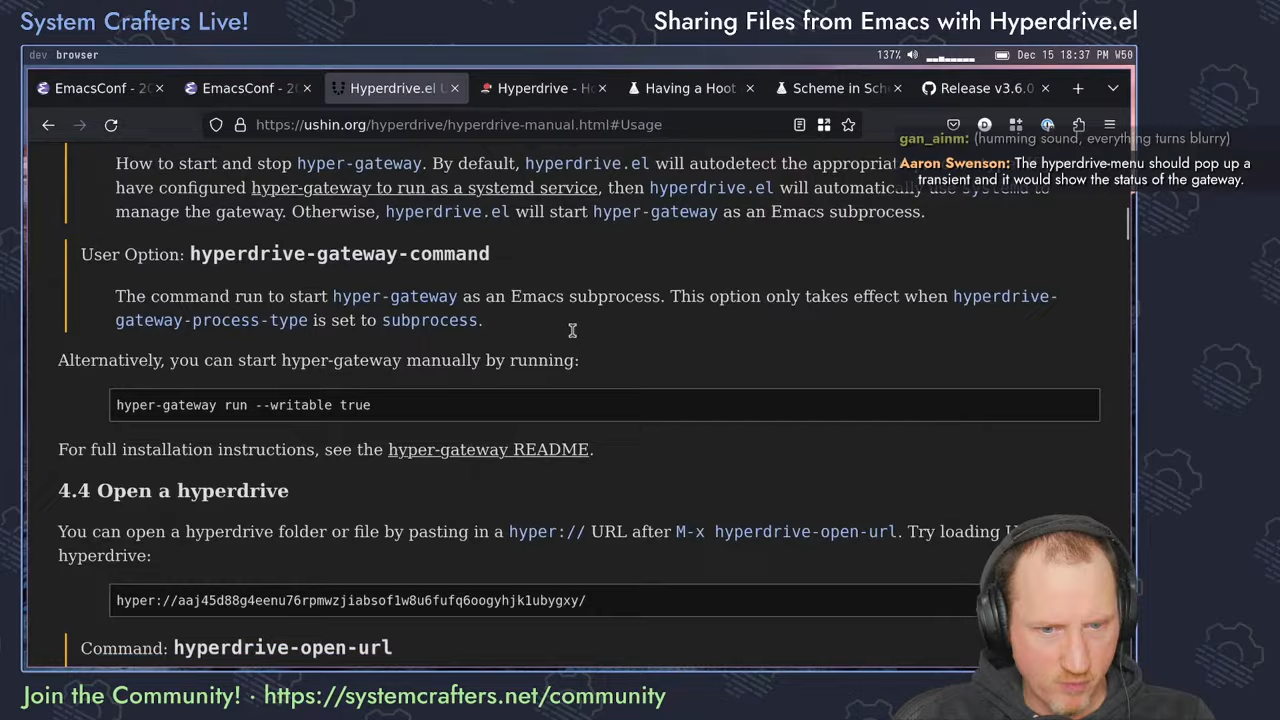 System Crafters Live!
Sharing Files from Emacs with Hyperdrive.el
dev browser
137% Dec 15 18:37 PM W50
EmacsConf - 20
EmacsConf - 20
Hyperdrive.el U
Hyperdrive - Ho
Having a Hoot
Scheme in Sche
Release v3.6.0
https://ushin.org/hyperdrive/hyperdrive-manual.html#Usage
gan_ainm: (humming sound, everything turns blurry)
Aaron Swenson: The hyperdrive-menu should pop up a
transient and it would show the status of the gateway.
How to start and stop hyper-gateway. By default, hyperdrive.el will autodetect the appropria
have configured hyper-gateway to run as a systemd service, then hyperdrive.el will automatically use systemd to
manage the gateway. Otherwise, hyperdrive.el will start hyper-gateway as an Emacs subprocess.
User Option: hyperdrive-gateway-command
The command run to start hyper-gateway as an Emacs subprocess. This option only takes effect when hyperdrive-
gateway-process-type is set to subprocess.
Alternatively, you can start hyper-gateway manually by running:
hyper-gateway run --writable true
For full installation instructions, see the hyper-gateway README.
4.4 Open a hyperdrive
You can open a hyperdrive folder or file by pasting in a hyper:// URL after M-x hyperdrive-open-url. Try loading
hyperdrive:
hyper://aaj45d88g4eenu76rpmwzjiabsof1w8u6fufq6oogyhjk1ubygxy/
Command: hyperdrive-open-url
Join the Community! · https://systemcrafters.net/community